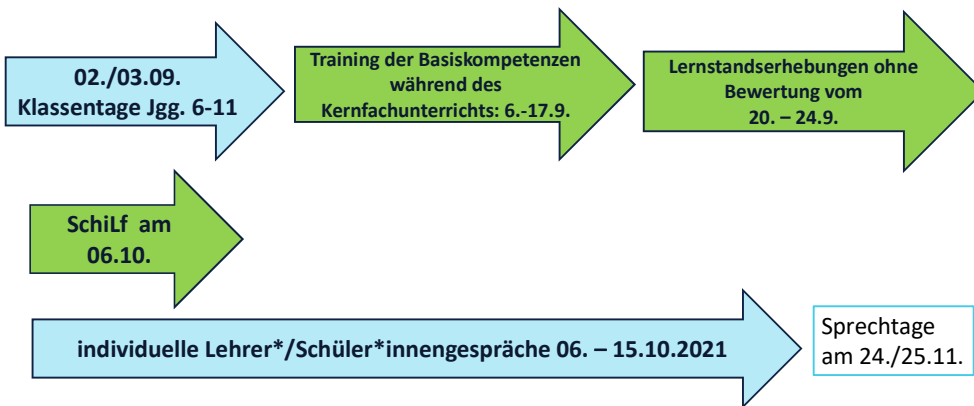 02./03.09.
Klassentage Jgg. 6-11
Training der Basiskompetenzen
während des
Kernfachunterrichts: 6.-17.9.
Lernstandserhebungen ohne
Bewertung vom
20. – 24.9.
SchiLf am
06.10.
individuelle Lehrer*/Schüler*innengespräche 06. – 15.10.2021
Sprechtage
am 24./25.11.